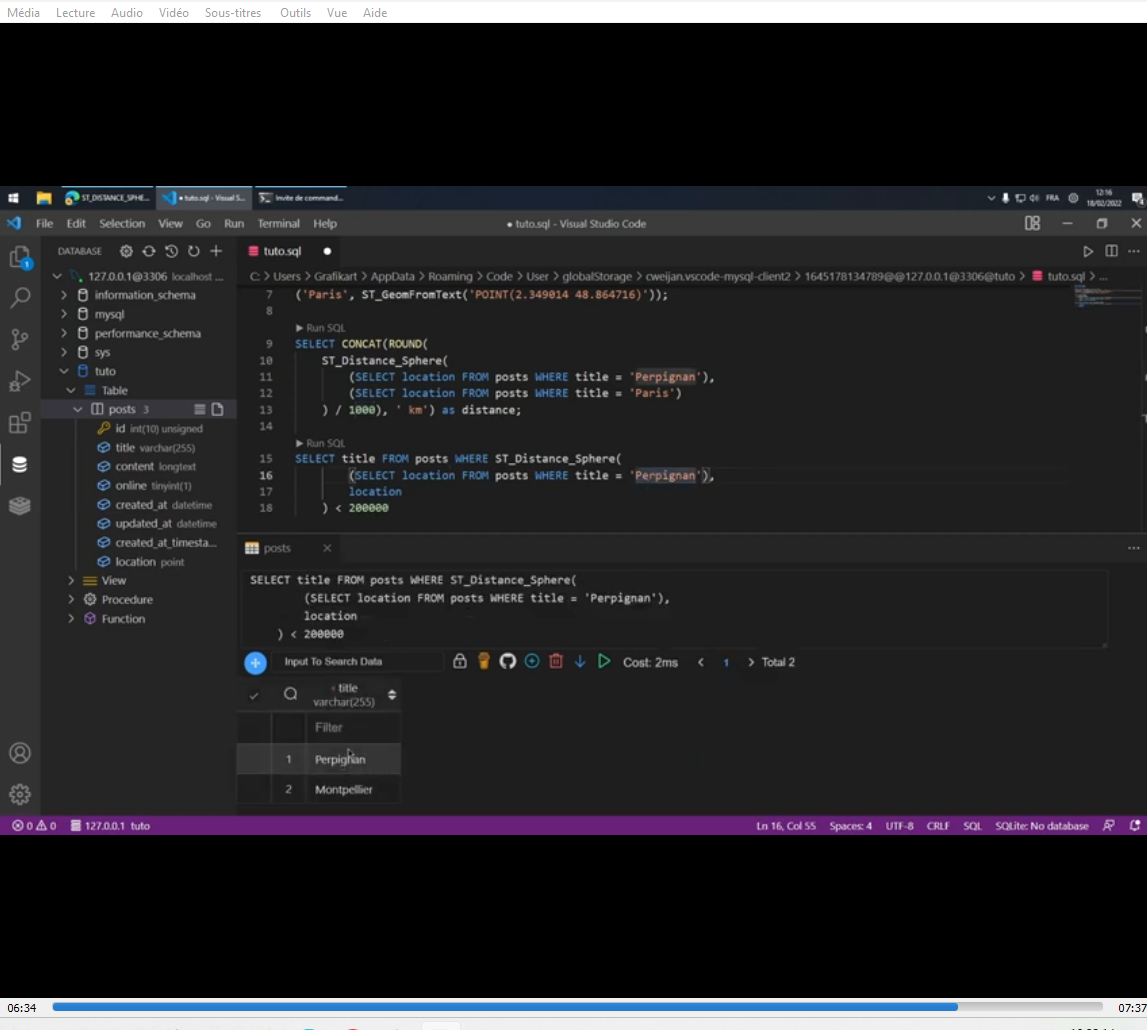 Média Lecture Audio Vidéo Sous-titres Outils Vue Aide
ST_DISTANCE_SPHE... • tuto.sql - Visual S... Invite de command... FRA 12:16
18/02/2022
File Edit Selection View Go Run Terminal Help • tuto.sql - Visual Studio Code
DATABASE
127.0.0.1@3306 localhost ...
information_schema
mysql
performance_schema
sys
tuto
Table
posts 3
id int(10) unsigned
title varchar(255)
content longtext
online tinyint(1)
created_at datetime
updated_at datetime
created_at_timesta...
location point
View
Procedure
Function
1
tuto.sql ●
C: > Users > Grafikart > AppData > Roaming > Code > User > globalStorage > cweijan.vscode-mysql-client2 > 1645178134789@@127.0.0.1@3306@tuto > tuto.sql > ...
7 ('Paris', ST_GeomFromText('POINT(2.349014 48.864716)'));
8
▶ Run SQL
9 SELECT CONCAT(ROUND(
10 ST_Distance_Sphere(
11 (SELECT location FROM posts WHERE title = 'Perpignan'),
12 (SELECT location FROM posts WHERE title = 'Paris')
13 ) / 1000), ' km') as distance;
14
▶ Run SQL
15 SELECT title FROM posts WHERE ST_Distance_Sphere(
16 (SELECT location FROM posts WHERE title = 'Perpignan'),
17 location
18 ) < 200000
posts
SELECT title FROM posts WHERE ST_Distance_Sphere(
(SELECT location FROM posts WHERE title = 'Perpignan'),
location
) < 200000
Input To Search Data Cost: 2ms < 1 > Total 2
* title
varchar(255)
Filter
1 Perpignan
2 Montpellier
0 0 127.0.0.1 tuto Ln 16, Col 55 Spaces: 4 UTF-8 CRLF SQL SQLite: No database
06:34 07:37